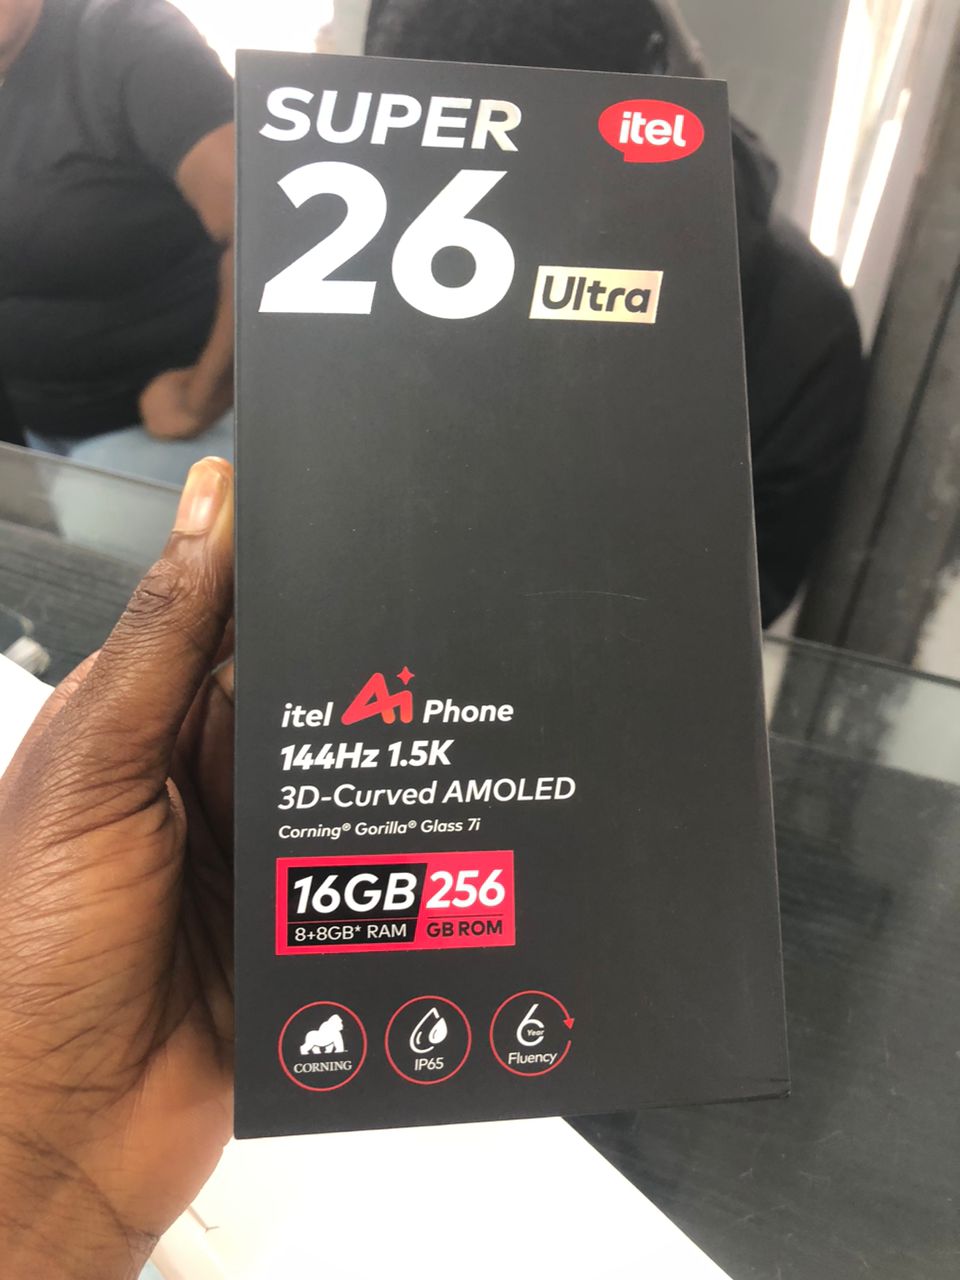 SUPER
itel
26
Ultra
itel Ai Phone
144Hz 1.5K
3D-Curved AMOLED
Corning® Gorilla® Glass 7i
16GB 256
8+8GB* RAM GB ROM
CORNING
IP65
6
Year
Fluency